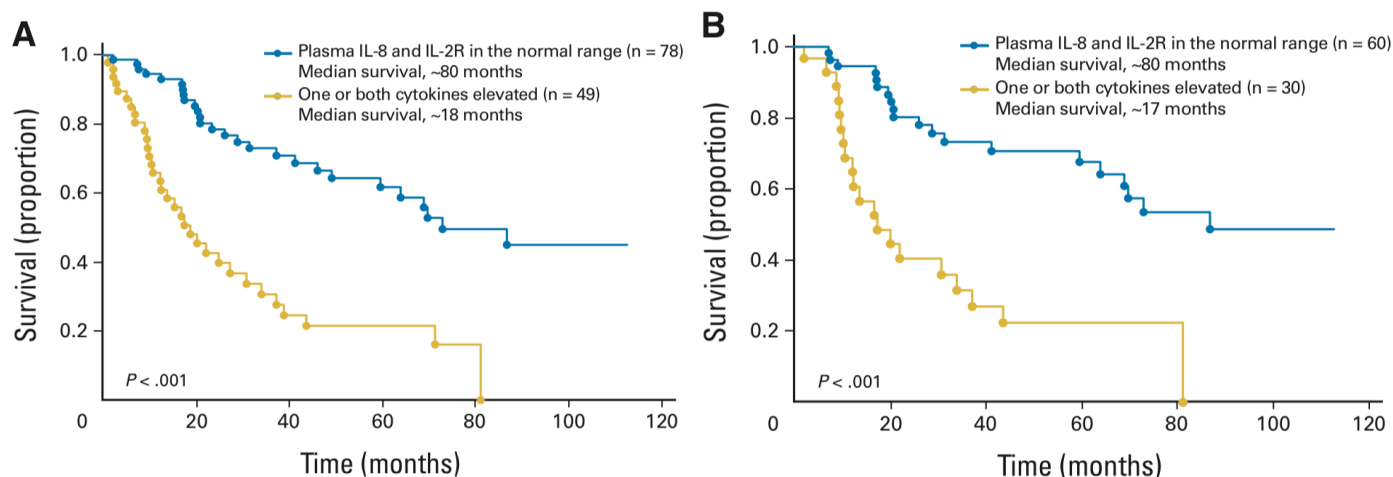 A
Plasma IL-8 and IL-2R in the normal range (n = 78)
Median survival, ~80 months
One or both cytokines elevated (n = 49)
Median survival, ~18 months
Survival (proportion)
1.0
0.8
0.6
0.4
0.2
P < .001
0 20 40 60 80 100 120
Time (months)
B
Plasma IL-8 and IL-2R in the normal range (n = 60)
Median survival, ~80 months
One or both cytokines elevated (n = 30)
Median survival, ~17 months
Survival (proportion)
1.0
0.8
0.6
0.4
0.2
P < .001
0 20 40 60 80 100 120
Time (months)